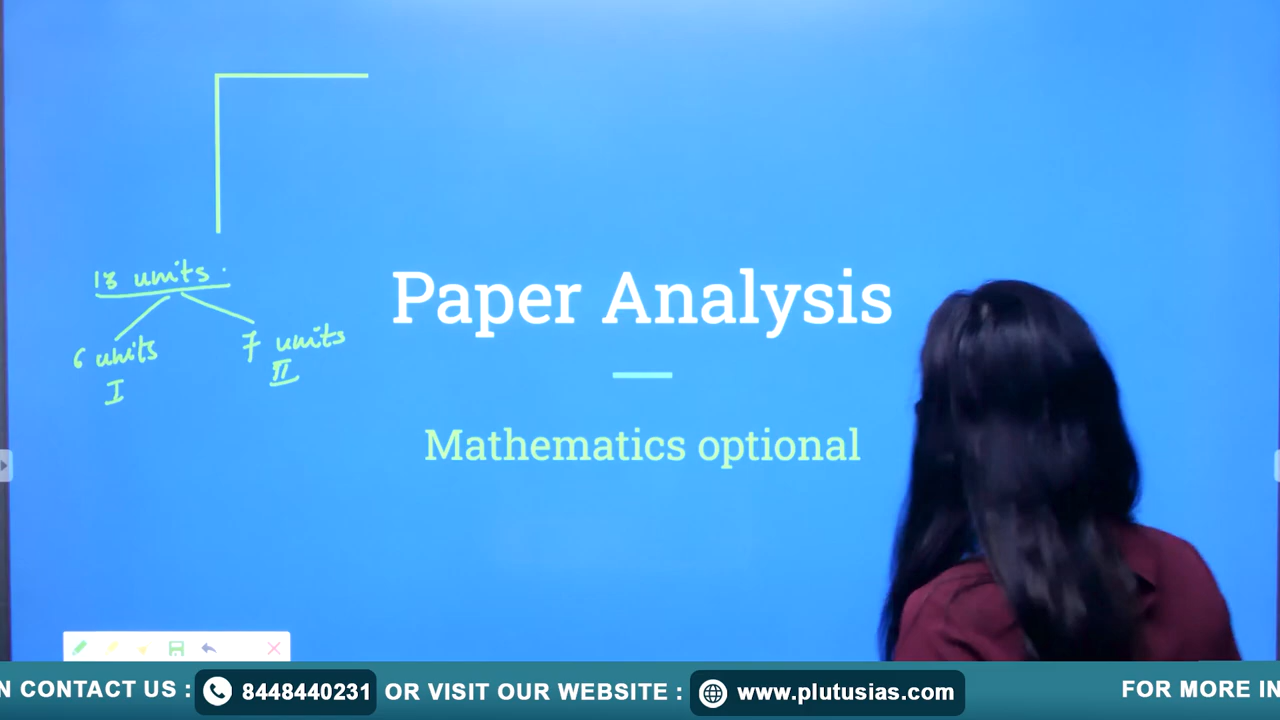 13 units.
6 units
I
7 units
II
Paper Analysis
Mathematics optional
N CONTACT US : 8448440231 OR VISIT OUR WEBSITE : www.plutusias.com FOR MORE IN